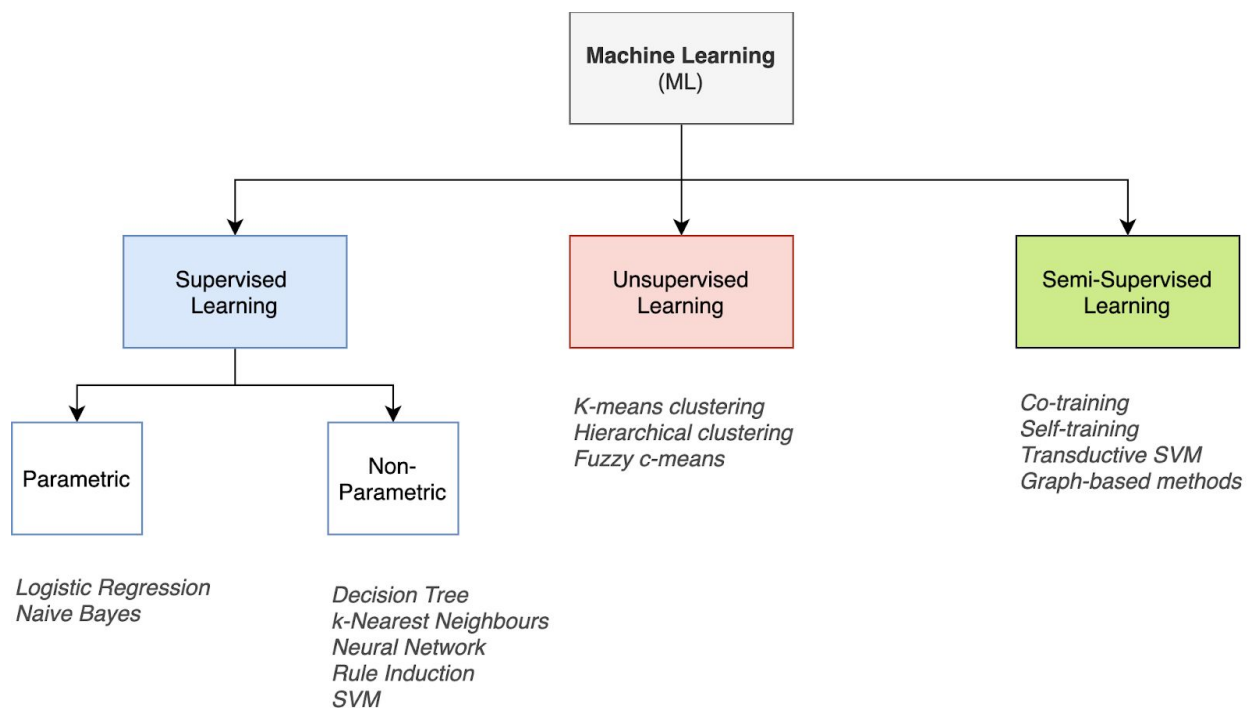 Machine Learning
(ML)
Supervised
Learning
Unsupervised
Learning
Semi-Supervised
Learning
Parametric
Non-
Parametric
K-means clustering
Hierarchical clustering
Fuzzy c-means
Co-training
Self-training
Transductive SVM
Graph-based methods
Logistic Regression
Naive Bayes
Decision Tree
k-Nearest Neighbours
Neural Network
Rule Induction
SVM